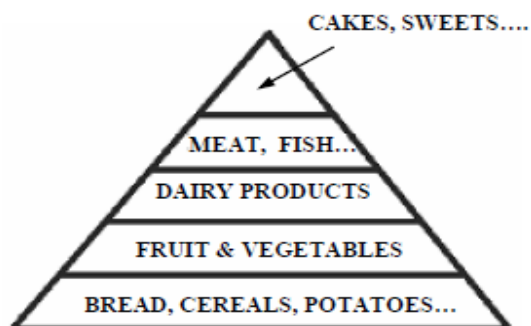 CAKES, SWEETS....
MEAT, FISH...
DAIRY PRODUCTS
FRUIT & VEGETABLES
BREAD, CEREALS, POTATOES...